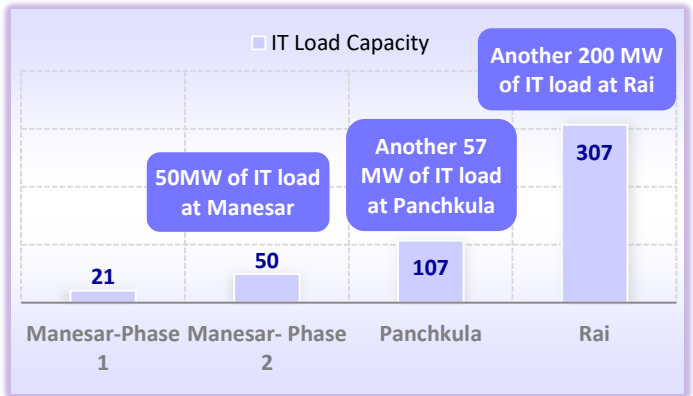 IT Load Capacity
Another 200 MW
of IT load at Rai
Another 57
MW of IT load
at Panchkula
50MW of IT load
at Manesar
21
50
107
307
Manesar-Phase
1
Manesar- Phase
2
Panchkula
Rai